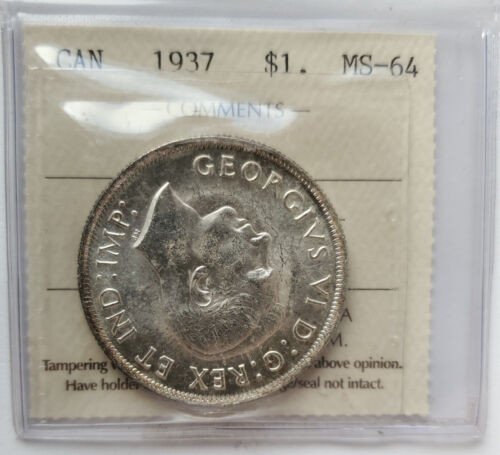 CAN 1937 $1. MS-64
COMMENTS
GEORGIVS VI D:G:REX ET IND:IMP:
A
M.
Tampering above opinion.
Have seal not intact.